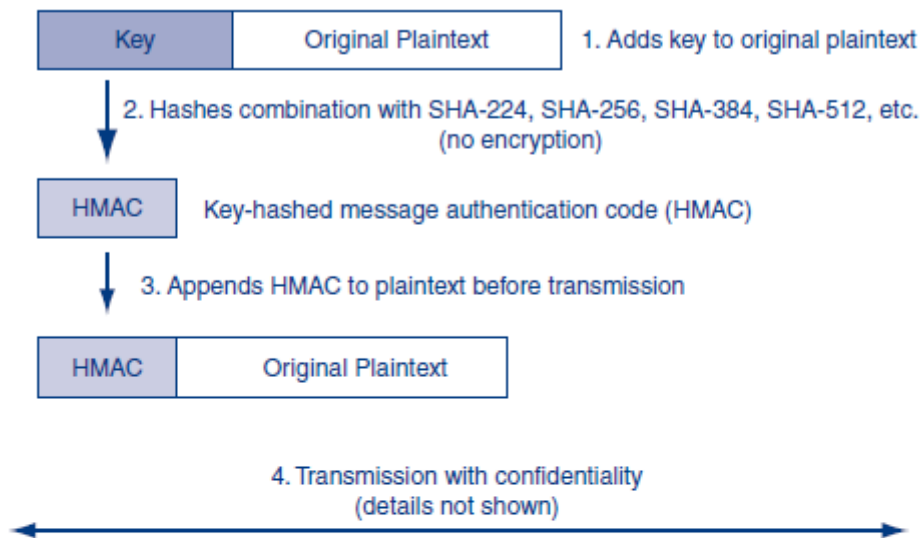 Key Original Plaintext 1. Adds key to original plaintext
2. Hashes combination with SHA-224, SHA-256, SHA-384, SHA-512, etc.
(no encryption)
HMAC Key-hashed message authentication code (HMAC)
3. Appends HMAC to plaintext before transmission
HMAC Original Plaintext
4. Transmission with confidentiality
(details not shown)